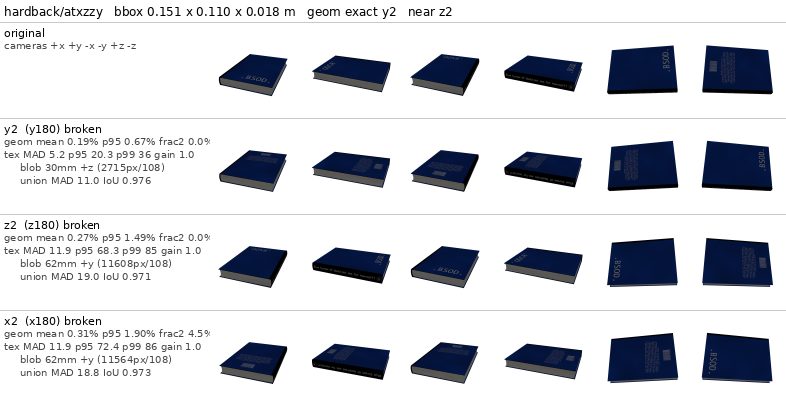 hardback/atxzzy bbox 0.151 x 0.110 x 0.018 m geom exact y2 near z2
original
cameras +x +y -x -y +z -z
y2 (y180) broken
geom mean 0.19% p95 0.67% frac2 0.0%
tex MAD 5.2 p95 20.3 p99 36 gain 1.0
blob 30mm +z (2715px/108)
union MAD 11.0 IoU 0.976
z2 (z180) broken
geom mean 0.27% p95 1.49% frac2 0.0%
tex MAD 11.9 p95 68.3 p99 85 gain 1.0
blob 62mm +y (11608px/108)
union MAD 19.0 IoU 0.971
x2 (x180) broken
geom mean 0.31% p95 1.90% frac2 4.5%
tex MAD 11.9 p95 72.4 p99 86 gain 1.0
blob 62mm +y (11564px/108)
union MAD 18.8 IoU 0.973